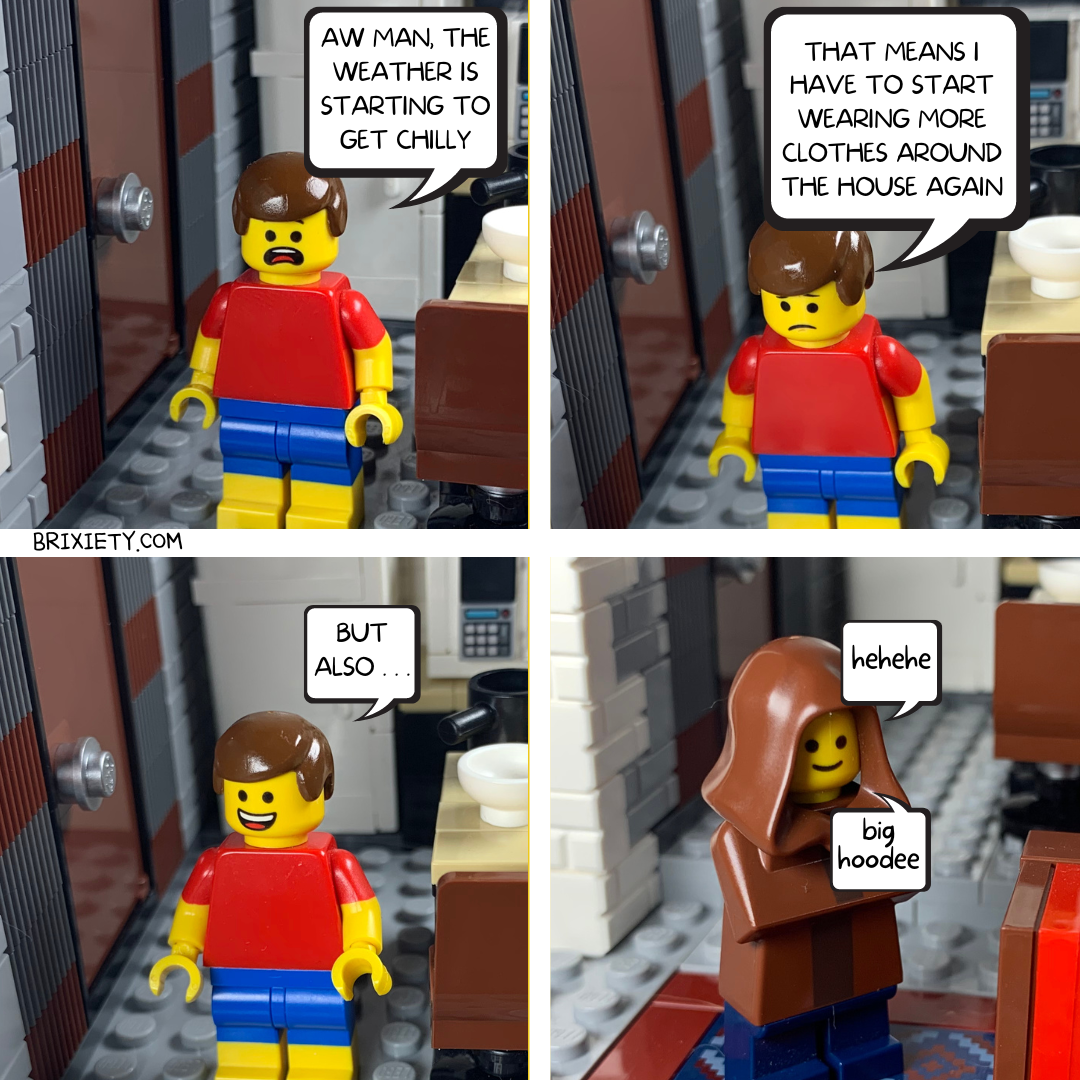 AW MAN, THE
WEATHER IS
STARTING TO
GET CHILLY
THAT MEANS I
HAVE TO START
WEARING MORE
CLOTHES AROUND
THE HOUSE AGAIN
BRIXIETY.COM
BUT
ALSO . . .
hehehe
big
hoodee